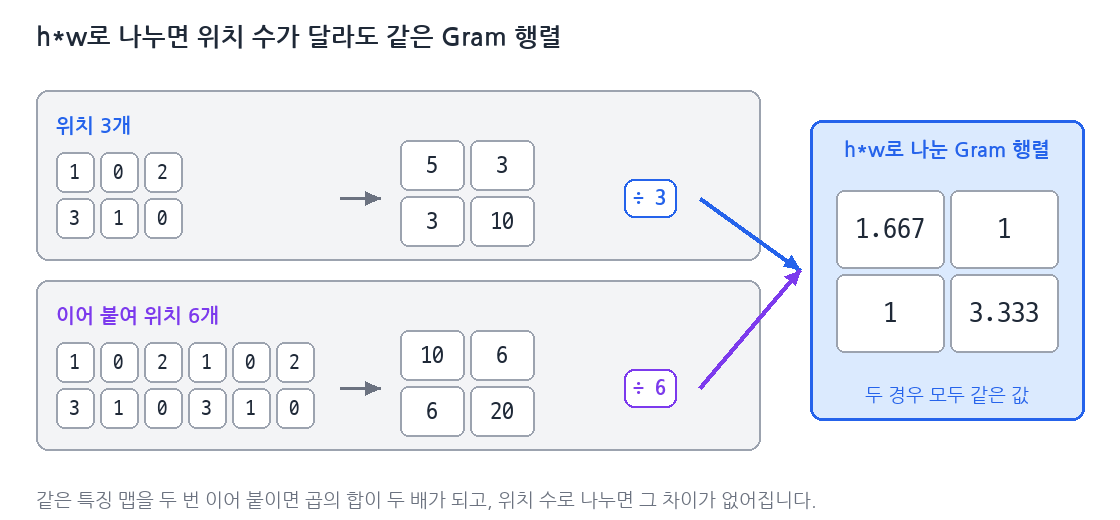 h*w로 나누면 위치 수가 달라도 같은 Gram 행렬
위치 3개
1 0 2
3 1 0
5 3
3 10
÷ 3
이어 붙여 위치 6개
1 0 2 1 0 2
3 1 0 3 1 0
10 6
6 20
÷ 6
h*w로 나눈 Gram 행렬
1.667 1
1 3.333
두 경우 모두 같은 값
같은 특징 맵을 두 번 이어 붙이면 곱의 합이 두 배가 되고, 위치 수로 나누면 그 차이가 없어집니다.